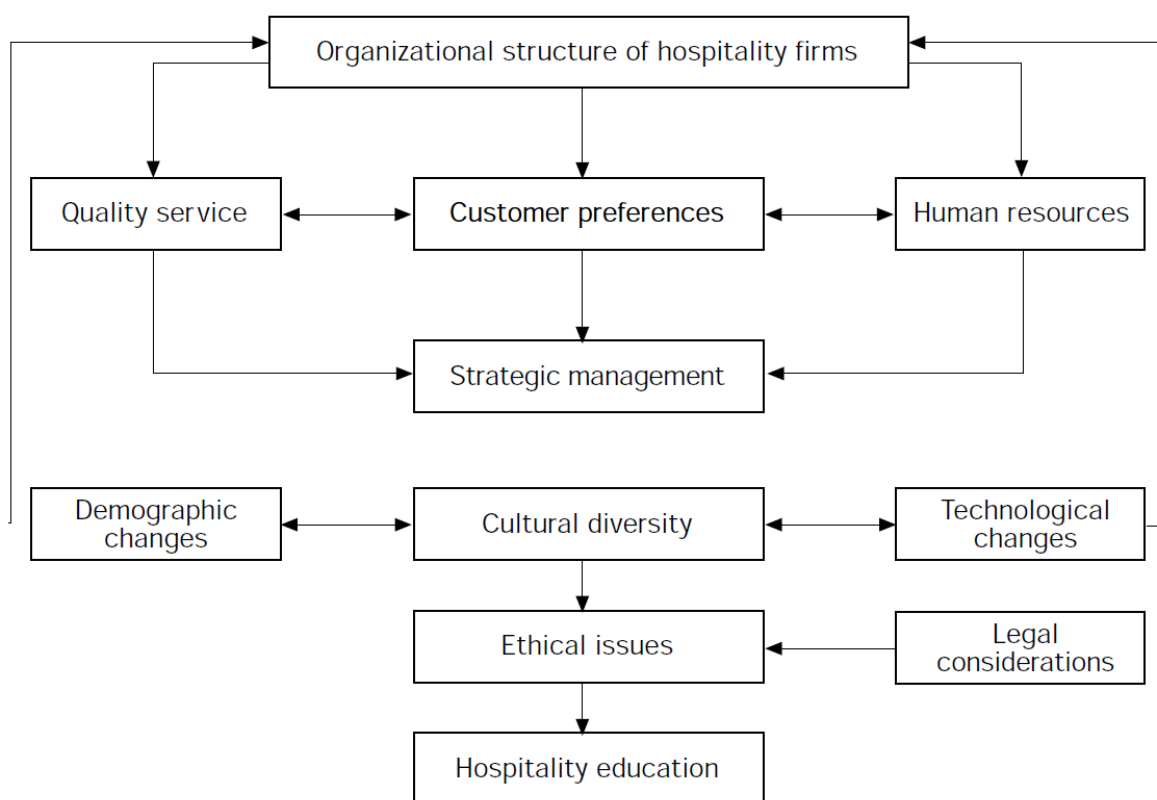 Organizational structure of hospitality firms
Quality service
Customer preferences
Human resources
Strategic management
Demographic
changes
Cultural diversity
Technological
changes
Ethical issues
Legal
considerations
Hospitality education